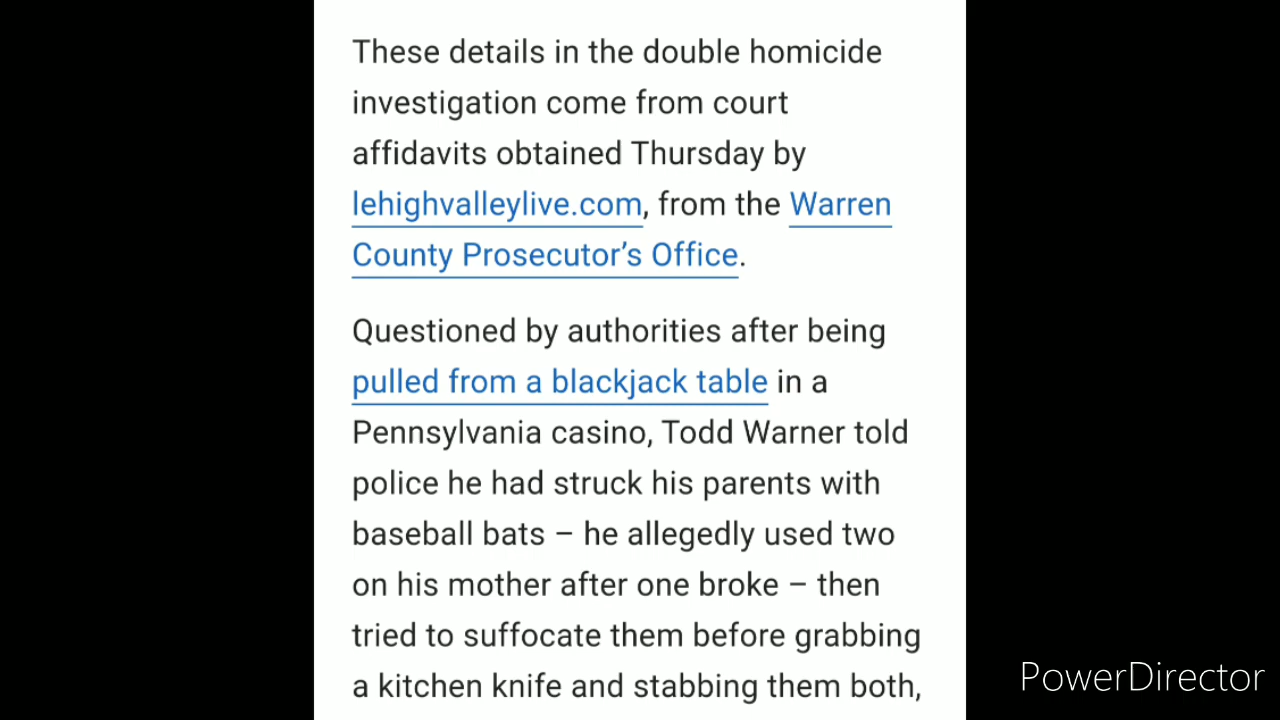 These details in the double homicide
investigation come from court
affidavits obtained Thursday by
lehighvalleylive.com, from the Warren
County Prosecutor’s Office.
Questioned by authorities after being
pulled from a blackjack table in a
Pennsylvania casino, Todd Warner told
police he had struck his parents with
baseball bats – he allegedly used two
on his mother after one broke – then
tried to suffocate them before grabbing
a kitchen knife and stabbing them both,
PowerDirector